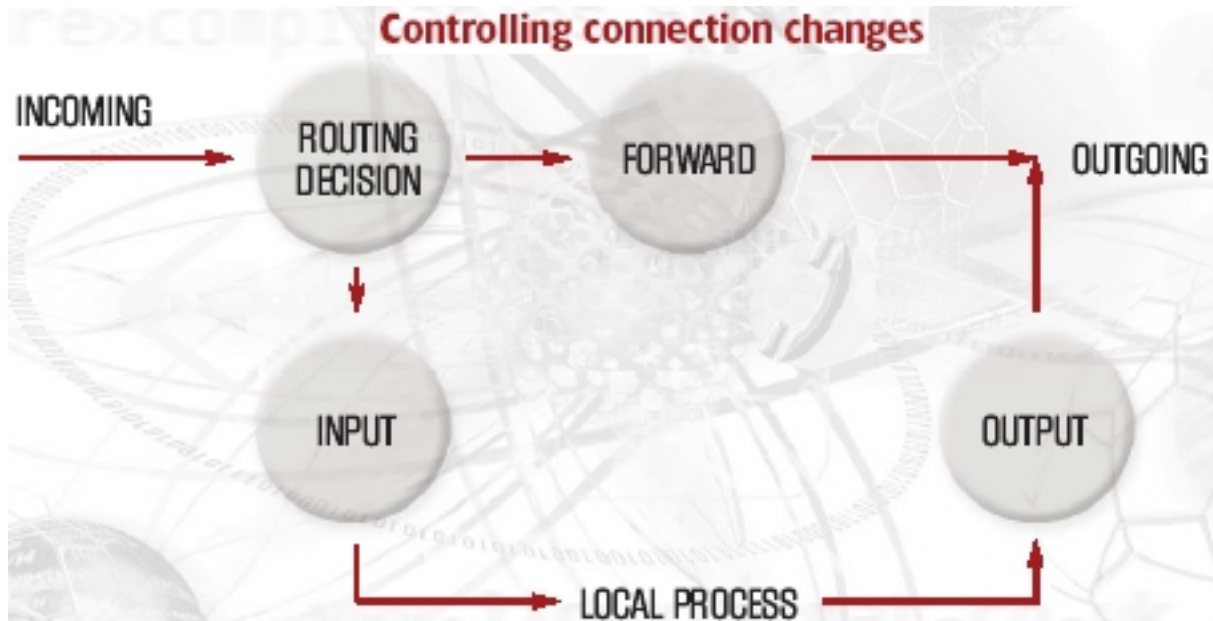 Controlling connection changes
INCOMING
ROUTING
DECISION
FORWARD
OUTGOING
INPUT
OUTPUT
LOCAL PROCESS